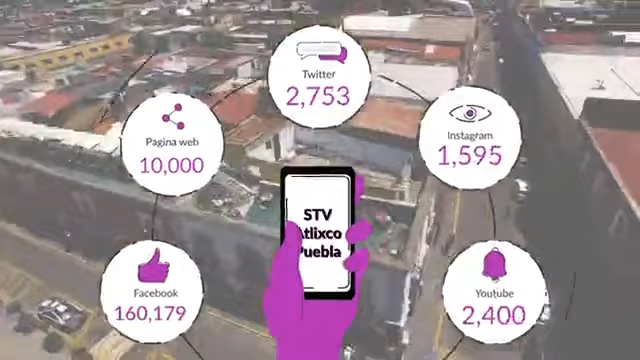 Twitter
2,753
Pagina web
10,000
Instagram
1,595
STV
Atlixco
Puebla
Facebook
160,179
Youtube
2,400